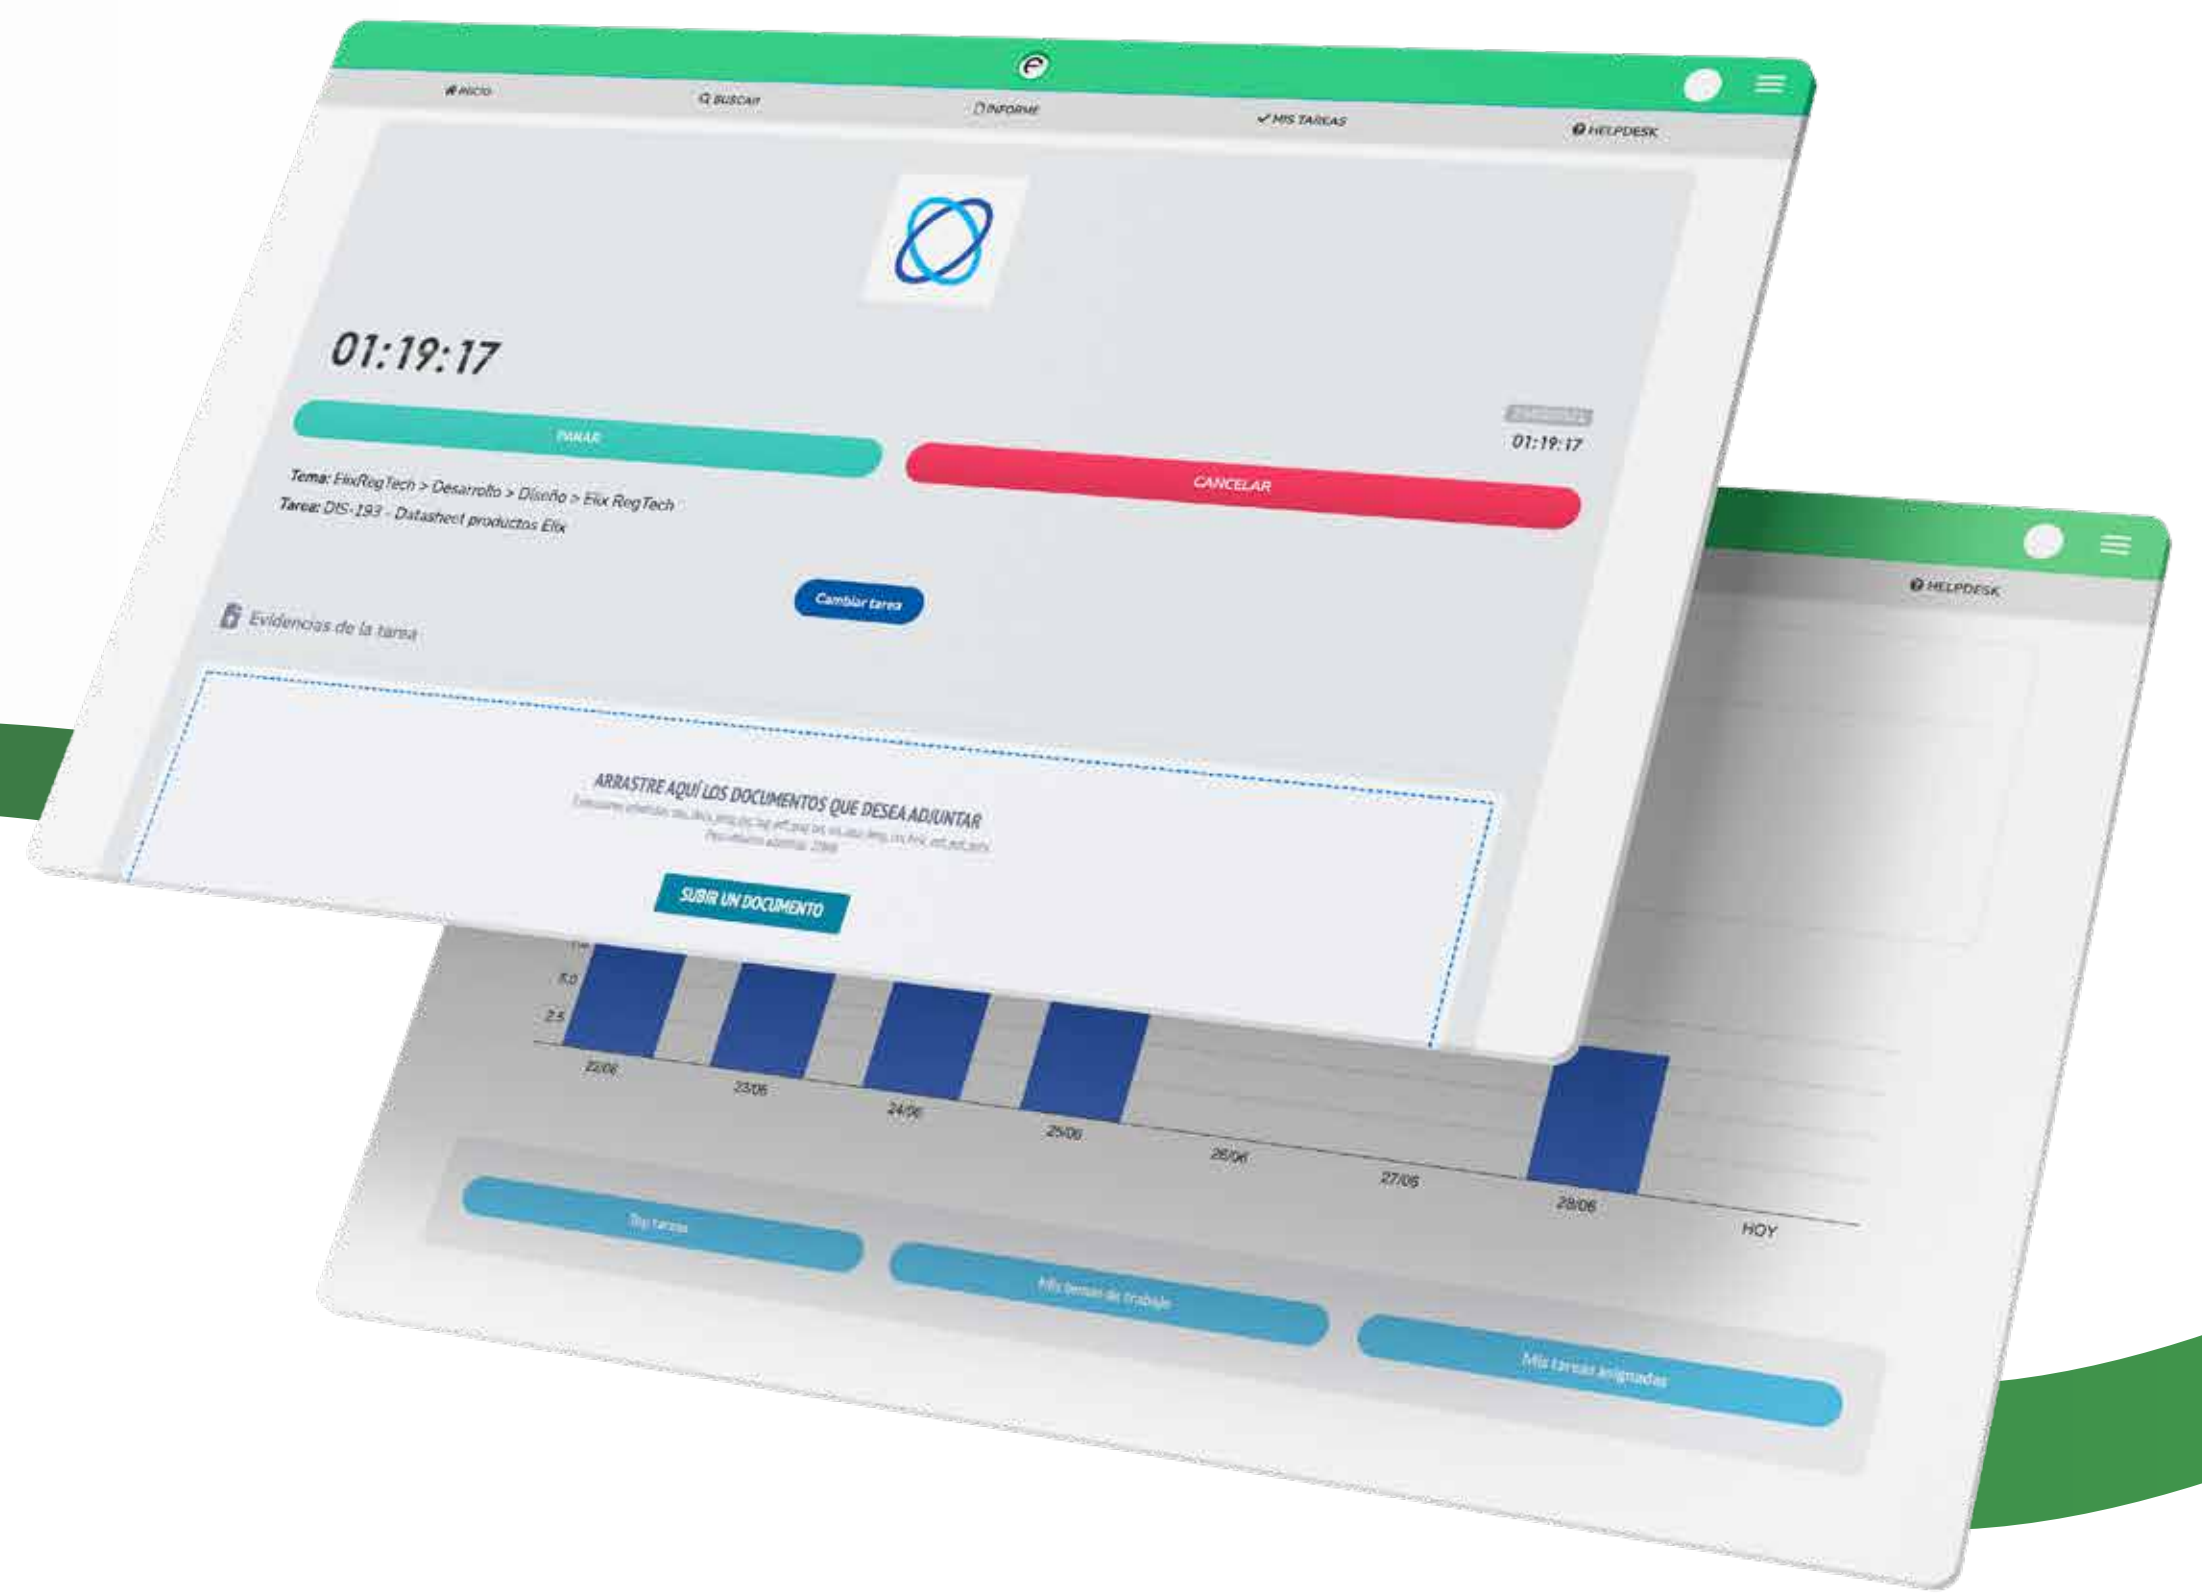 INICIO
BUSCAR
INFORME
MIS TAREAS
HELPDESK
01:19:17
01:19:17
PARAR
CANCELAR
Tema: ElixRegTech > Desarrollo > Diseño > Elix RegTech
Tarea: DIS-193 - Datasheet productos Elix
Cambiar tarea
Evidencias de la tarea
ARRASTRE AQUÍ LOS DOCUMENTOS QUE DESEA ADJUNTAR
SUBIR UN DOCUMENTO
HELPDESK
5.0
2.5
22/06
23/06
24/06
25/06
26/06
27/06
28/06
HOY
Top tareas
Mis temas de trabajo
Mis tareas asignadas